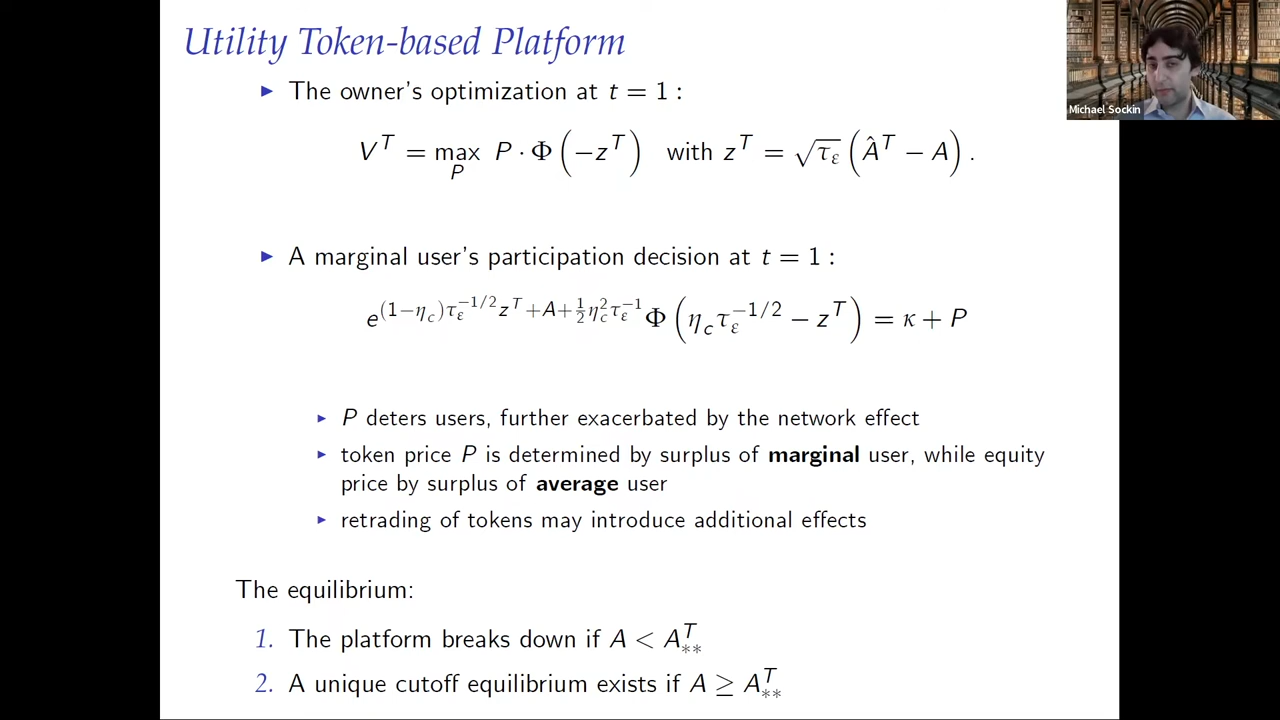 Utility Token-based Platform
Michael Sockin
▶ The owner's optimization at t = 1 :
V^T = max_P P · Φ(−z^T) with z^T = √τ_ε (Â^T − A) .
▶ A marginal user's participation decision at t = 1 :
e^{(1−η_c)τ_ε^{−1/2} z^T + A + ½η_c^2 τ_ε^{−1}} Φ(η_c τ_ε^{−1/2} − z^T) = κ + P
▶ P deters users, further exacerbated by the network effect
▶ token price P is determined by surplus of marginal user, while equity
price by surplus of average user
▶ retrading of tokens may introduce additional effects
The equilibrium:
1. The platform breaks down if A < A^T_{**}
2. A unique cutoff equilibrium exists if A ≥ A^T_{**}